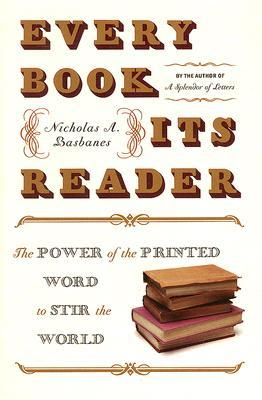 EVERY
BOOK
BY THE AUTHOR OF
A Splendor of Letters
Nicholas A.
Basbanes
ITS
READER
The POWER of the PRINTED
WORD
to STIR the
WORLD